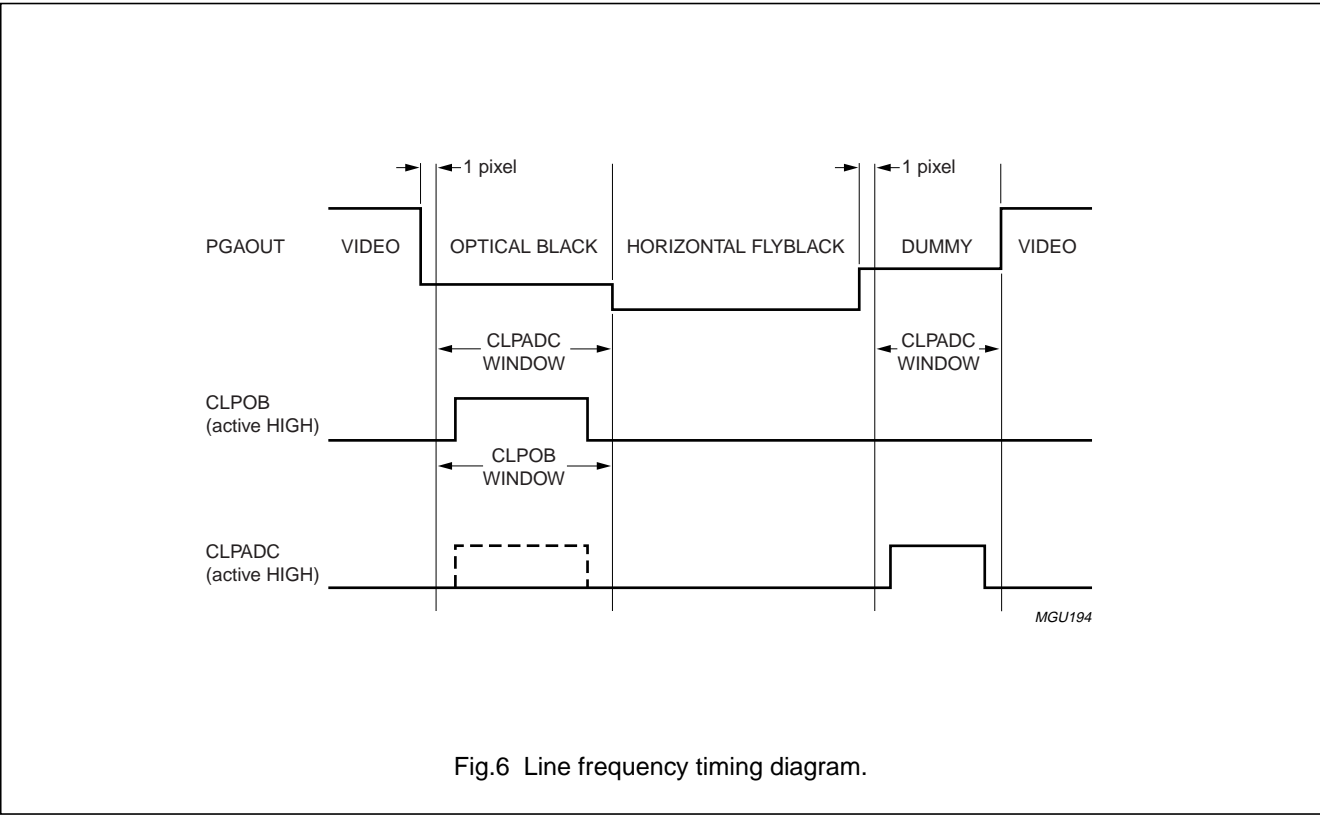 1 pixel
1 pixel
PGAOUT
VIDEO
OPTICAL BLACK
HORIZONTAL FLYBLACK
DUMMY
VIDEO
CLPADC
WINDOW
CLPADC
WINDOW
CLPOB
(active HIGH)
CLPOB
WINDOW
CLPADC
(active HIGH)
MGU194
Fig.6 Line frequency timing diagram.